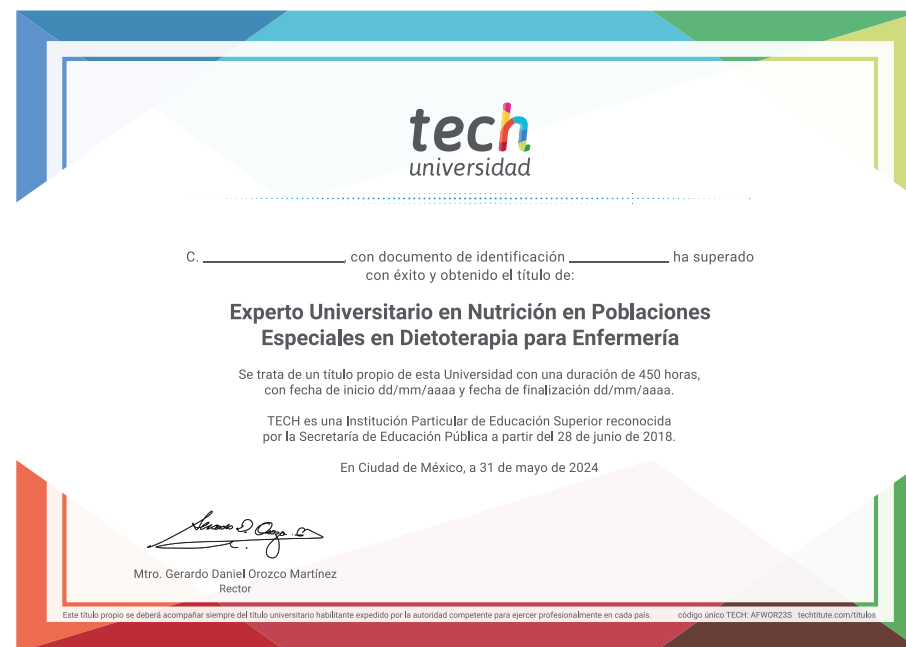 tech
universidad
C. ____________, con documento de identificación ____________ ha superado
con éxito y obtenido el título de:
Experto Universitario en Nutrición en Poblaciones
Especiales en Dietoterapia para Enfermería
Se trata de un título propio de esta Universidad con una duración de 450 horas,
con fecha de inicio dd/mm/aaaa y fecha de finalización dd/mm/aaaa.
TECH es una Institución Particular de Educación Superior reconocida
por la Secretaría de Educación Pública a partir del 28 de junio de 2018.
En Ciudad de México, a 31 de mayo de 2024
Mtro. Gerardo Daniel Orozco Martínez
Rector
Este título propio se deberá acompañar siempre del título universitario habilitante expedido por la autoridad competente para ejercer profesionalmente en cada país. código único TECH: AFWOR23S techtitute.com/titulos